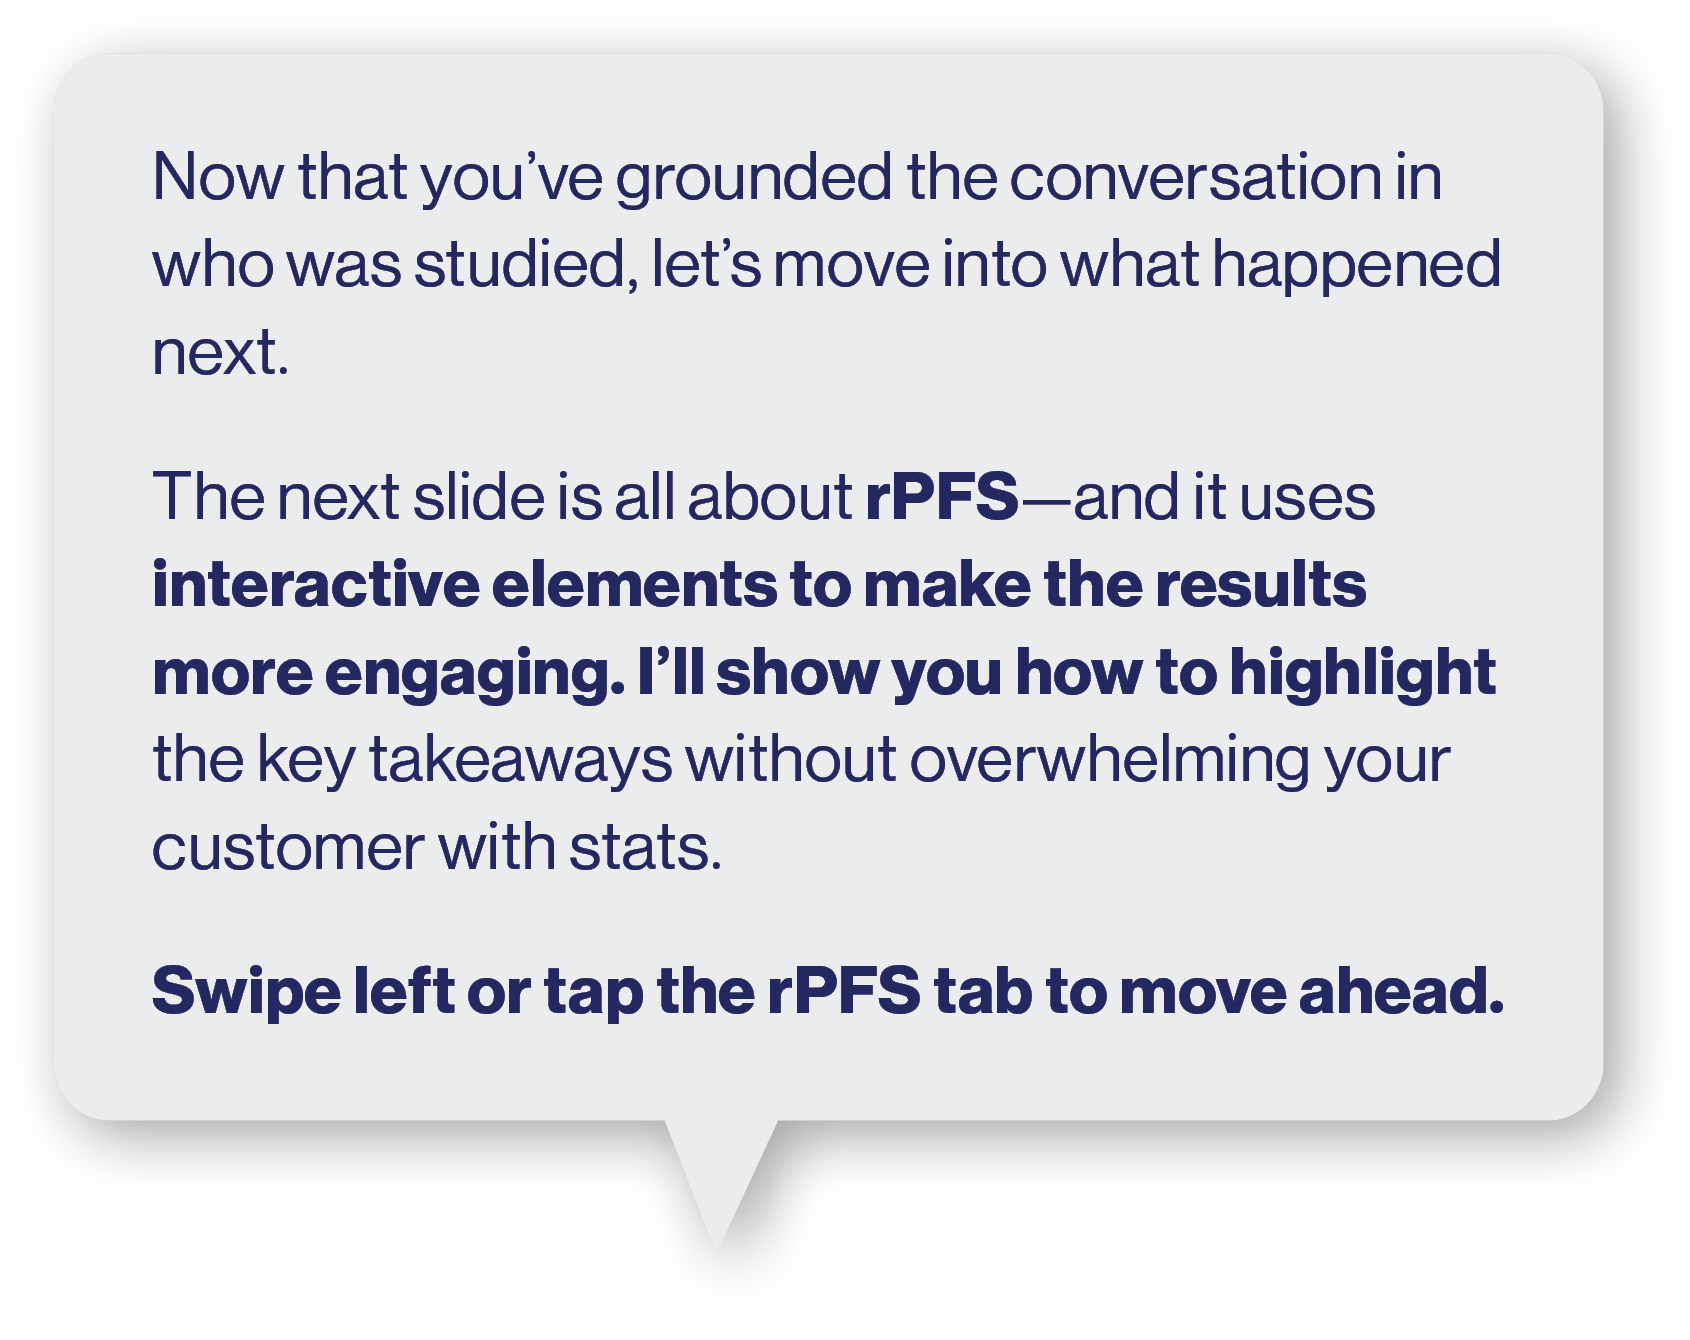 Now that you’ve grounded the conversation in
who was studied, let’s move into what happened
next.
The next slide is all about rPFS—and it uses
interactive elements to make the results
more engaging. I’ll show you how to highlight
the key takeaways without overwhelming your
customer with stats.
Swipe left or tap the rPFS tab to move ahead.